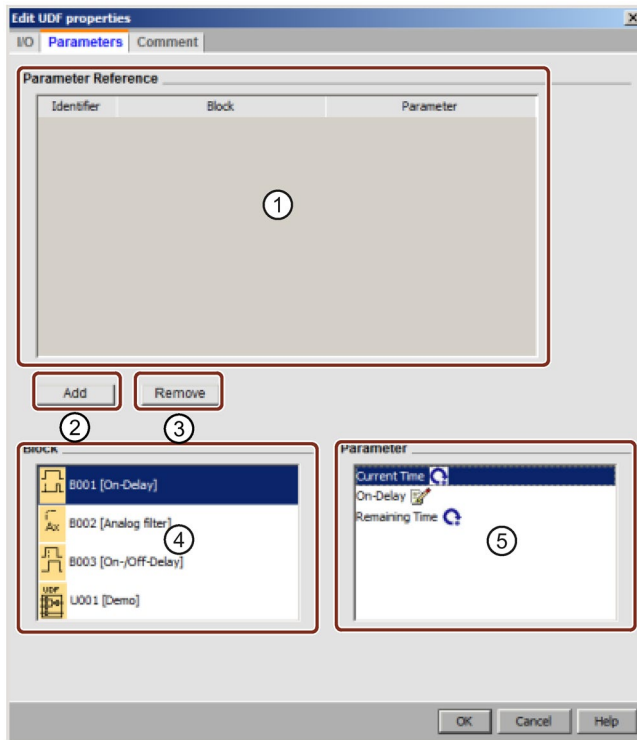 Edit UDF properties
I/O Parameters Comment
Parameter Reference
Identifier Block Parameter
1
Add Remove
2 3
Block Parameter
B001 [On-Delay]
B002 [Analog filter]
B003 [On-/Off-Delay]
UDF U001 [Demo]
4
Current Time
On-Delay
Remaining Time
5
OK Cancel Help